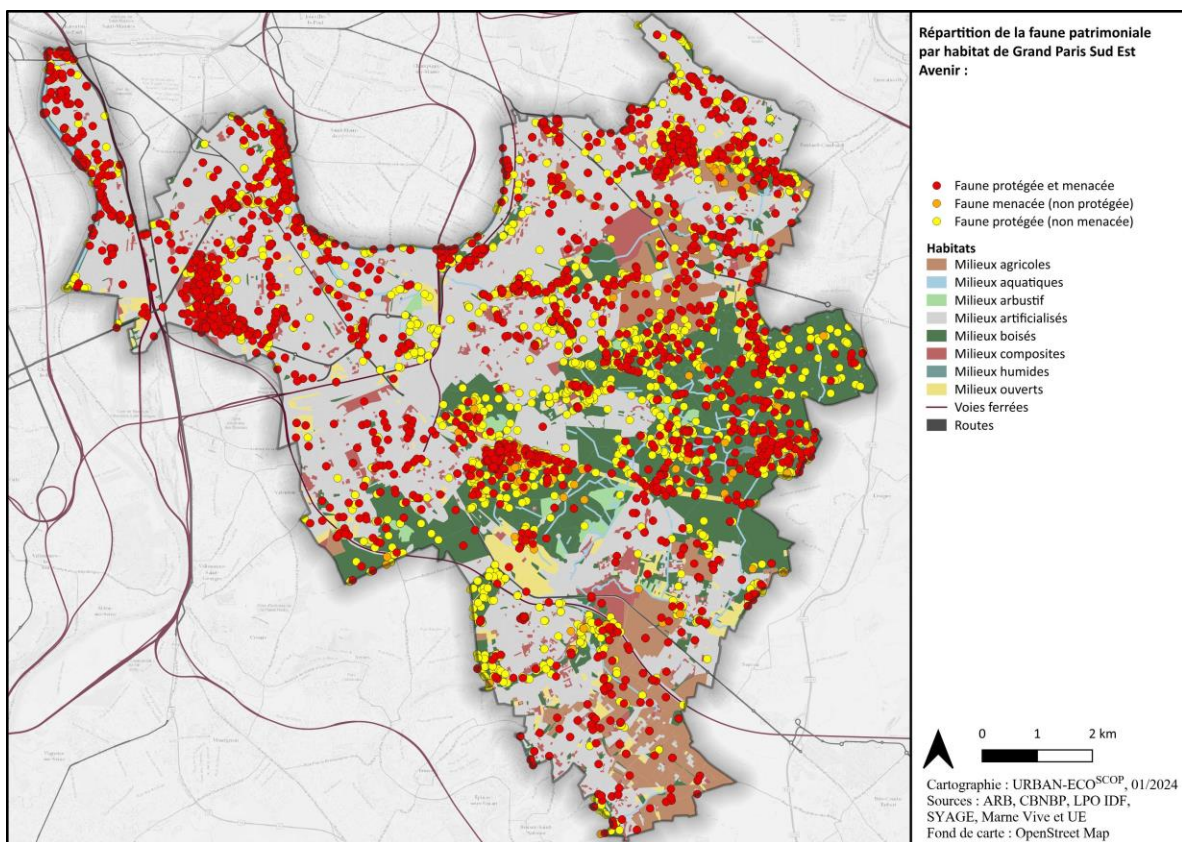 Répartition de la faune patrimoniale
par habitat de Grand Paris Sud Est
Avenir :
Faune protégée et menacée
Faune menacée (non protégée)
Faune protégée (non menacée)
Habitats
Milieux agricoles
Milieux aquatiques
Milieux arbustif
Milieux artificialisés
Milieux boisés
Milieux composites
Milieux humides
Milieux ouverts
Voies ferrées
Routes
0 1 2 km
Cartographie : URBAN-ECOSCOP, 01/2024
Sources : ARB, CBNBP, LPO IDF,
SYAGE, Marne Vive et UE
Fond de carte : OpenStreet Map